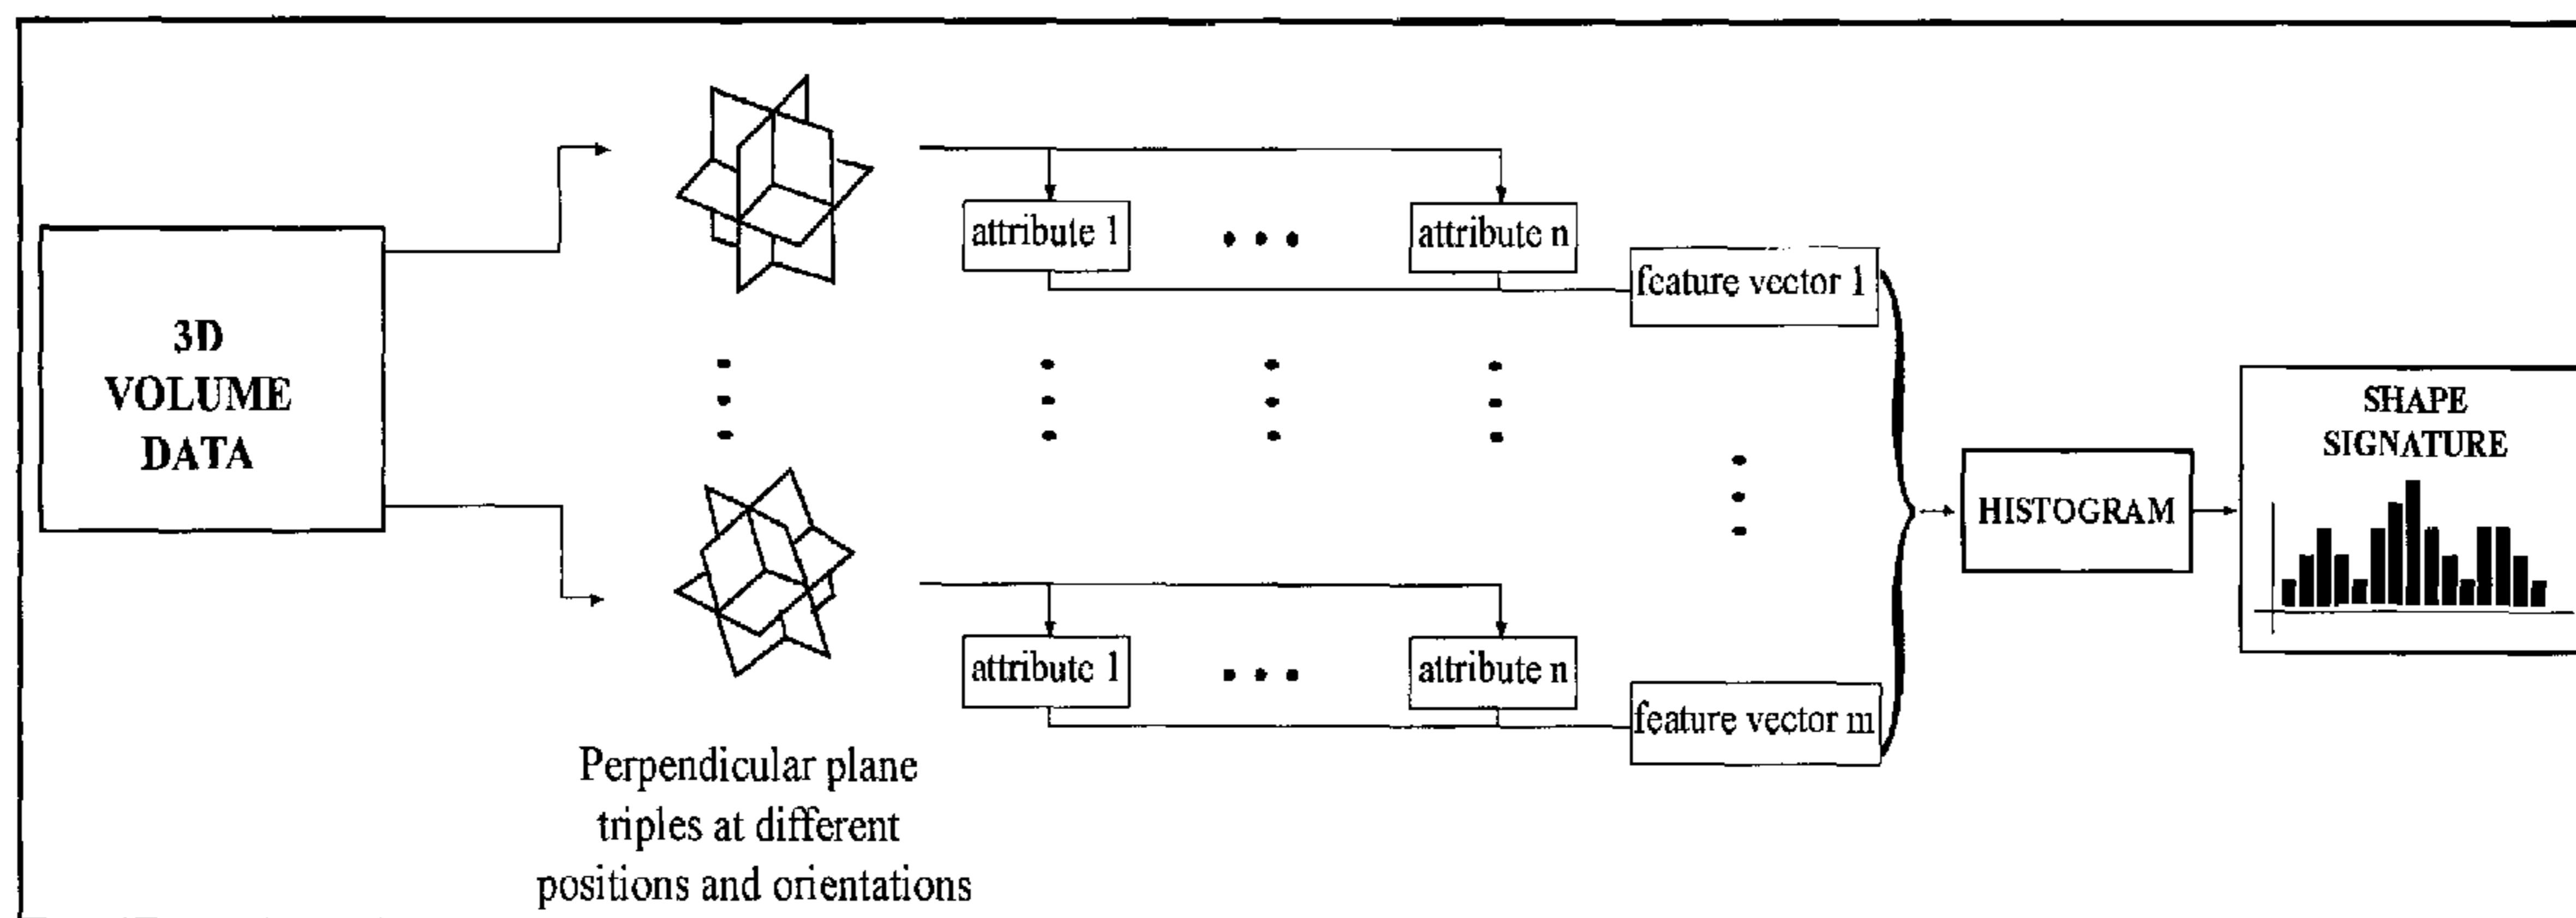 3D
VOLUME
DATA
attribute 1
attribute n
feature vector 1
attribute 1
attribute n
feature vector m
Perpendicular plane
triples at different
positions and orientations
HISTOGRAM
SHAPE
SIGNATURE